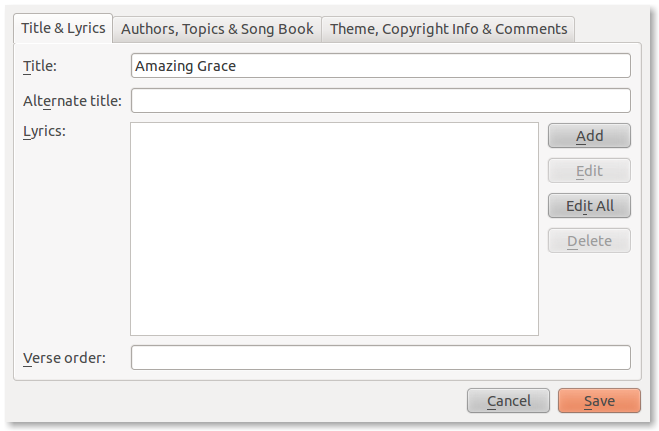 Title & Lyrics Authors, Topics & Song Book Theme, Copyright Info & Comments
Title: Amazing Grace
Alternate title:
Lyrics: Add
Edit
Edit All
Delete
Verse order:
Cancel Save